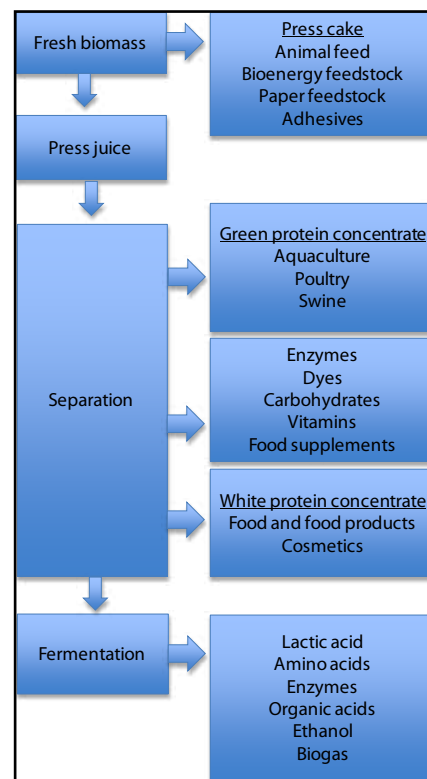 Fresh biomass
Press cake
Animal feed
Bioenergy feedstock
Paper feedstock
Adhesives
Press juice
Separation
Green protein concentrate
Aquaculture
Poultry
Swine
Enzymes
Dyes
Carbohydrates
Vitamins
Food supplements
White protein concentrate
Food and food products
Cosmetics
Fermentation
Lactic acid
Amino acids
Enzymes
Organic acids
Ethanol
Biogas